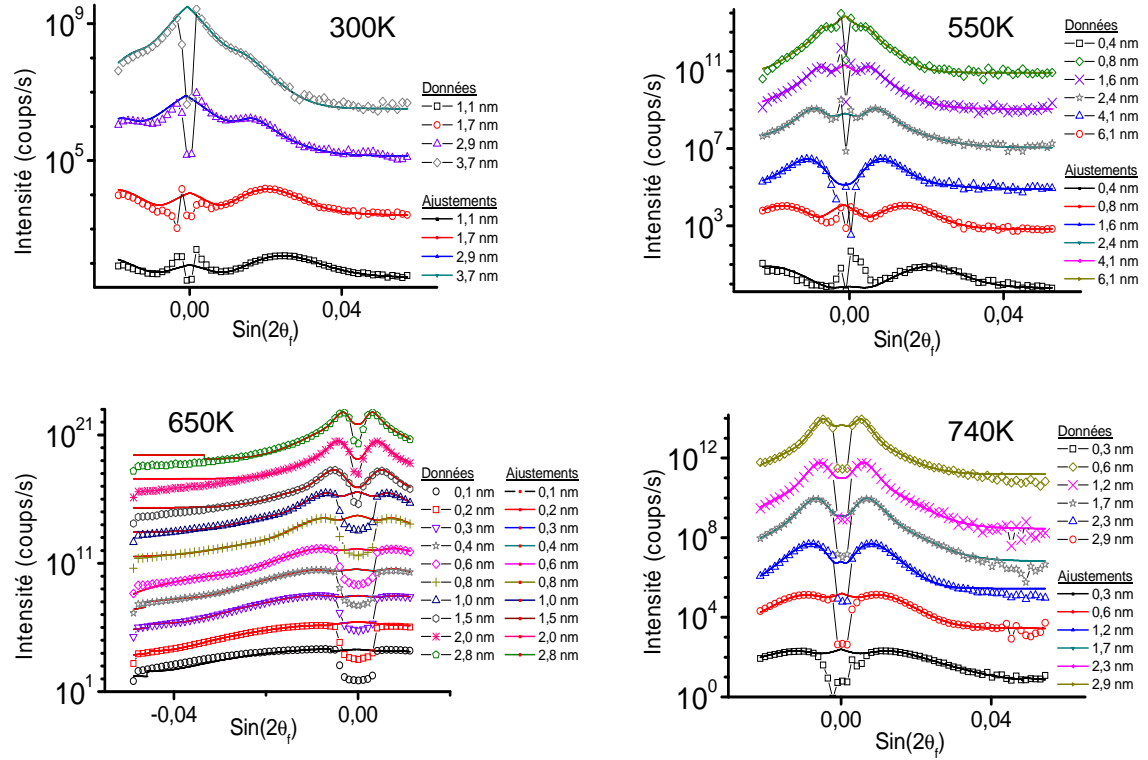 300K
Intensité (coups/s)
10^9
10^5
0,00
0,04
Sin(2θ_f)
Données
1,1 nm
1,7 nm
2,9 nm
3,7 nm
Ajustements
1,1 nm
1,7 nm
2,9 nm
3,7 nm
550K
Intensité (coups/s)
10^11
10^7
10^3
0,00
0,04
Sin(2θ_f)
Données
0,4 nm
0,8 nm
1,6 nm
2,4 nm
4,1 nm
6,1 nm
Ajustements
0,4 nm
0,8 nm
1,6 nm
2,4 nm
4,1 nm
6,1 nm
650K
Intensité (coups/s)
10^21
10^11
10^1
-0,04
0,00
Sin(2θ_f)
Données
0,1 nm
0,2 nm
0,3 nm
0,4 nm
0,6 nm
0,8 nm
1,0 nm
1,5 nm
2,0 nm
2,8 nm
Ajustements
0,1 nm
0,2 nm
0,3 nm
0,4 nm
0,6 nm
0,8 nm
1,0 nm
1,5 nm
2,0 nm
2,8 nm
740K
Intensité (coups/s)
10^12
10^8
10^4
10^0
0,00
0,04
Sin(2θ_f)
Données
0,3 nm
0,6 nm
1,2 nm
1,7 nm
2,3 nm
2,9 nm
Ajustements
0,3 nm
0,6 nm
1,2 nm
1,7 nm
2,3 nm
2,9 nm